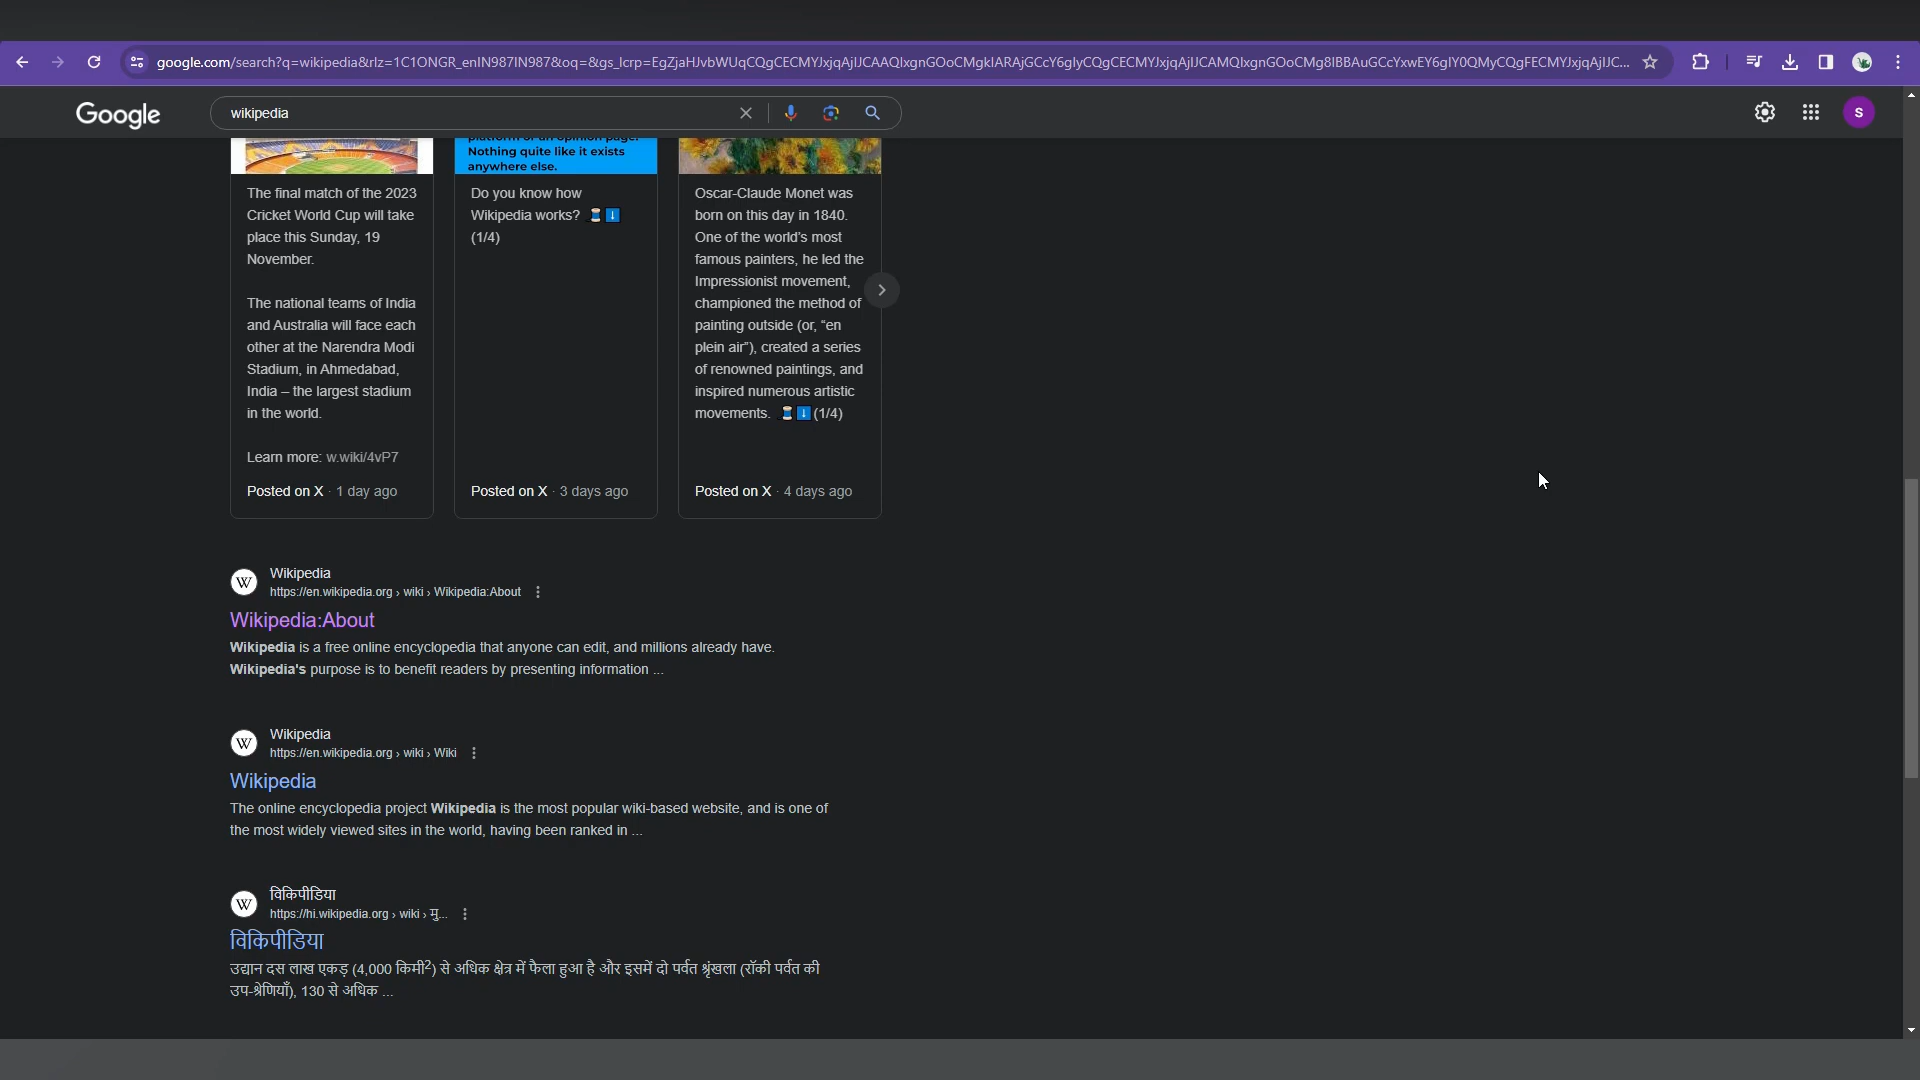 google.com/search?q=wikipedia&rlz=1C1ONGR_enIN987IN987&oq=&gs_lcrp=EgZjaHJvbWUqCQgCECMYJxjqAjIJCAAQIxgnGOoCMgkIARAjGCcY6gIyCQgCECMYJxjqAjIJCAMQIxgnGOoCMg8IBBAuGCcYxwEY6gIY0QMyCQgFECMYJxjqAjIJC...
Google
wikipedia
S
platform or an opinion page.
Nothing quite like it exists
anywhere else.
The final match of the 2023
Cricket World Cup will take
place this Sunday, 19
November.
The national teams of India
and Australia will face each
other at the Narendra Modi
Stadium, in Ahmedabad,
India – the largest stadium
in the world.
Learn more: w.wiki/4vP7
Posted on X · 1 day ago
Do you know how
Wikipedia works? 🧵⬇️
(1/4)
Posted on X · 3 days ago
Oscar-Claude Monet was
born on this day in 1840.
One of the world's most
famous painters, he led the
Impressionist movement,
championed the method of
painting outside (or, “en
plein air”), created a series
of renowned paintings, and
inspired numerous artistic
movements. 🧵⬇️(1/4)
Posted on X · 4 days ago
W
Wikipedia
https://en.wikipedia.org › wiki › Wikipedia:About
Wikipedia:About
Wikipedia is a free online encyclopedia that anyone can edit, and millions already have.
Wikipedia's purpose is to benefit readers by presenting information ...
W
Wikipedia
https://en.wikipedia.org › wiki › Wiki
Wikipedia
The online encyclopedia project Wikipedia is the most popular wiki-based website, and is one of
the most widely viewed sites in the world, having been ranked in ...
W
विकिपीडिया
https://hi.wikipedia.org › wiki › मु...
विकिपीडिया
उद्यान दस लाख एकड़ (4,000 किमी²) से अधिक क्षेत्र में फैला हुआ है और इसमें दो पर्वत श्रृंखला (रॉकी पर्वत की
उप-श्रेणियाँ), 130 से अधिक ...